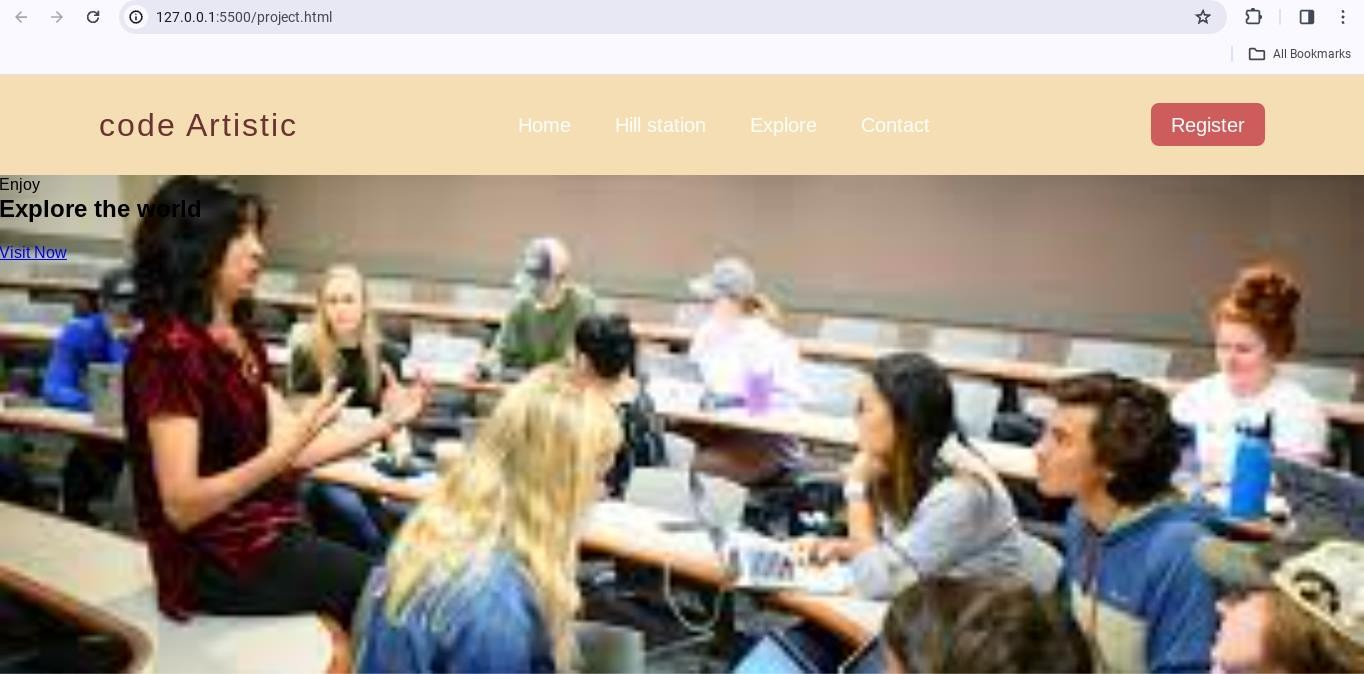 127.0.0.1:5500/project.html
All Bookmarks
code Artistic
Home Hill station Explore Contact
Register
Enjoy
Explore the world
Visit Now